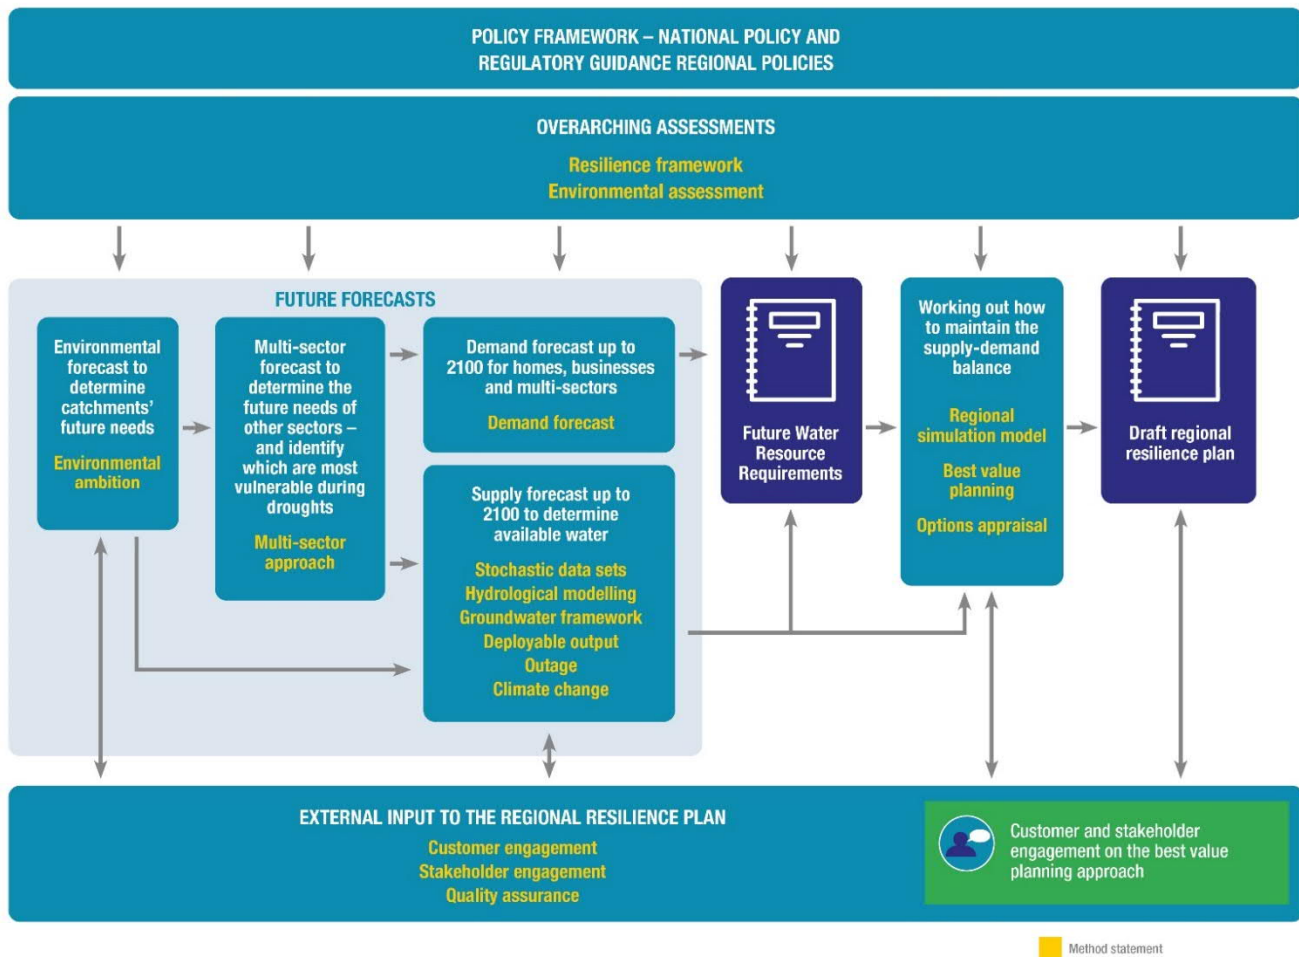 POLICY FRAMEWORK – NATIONAL POLICY AND
REGULATORY GUIDANCE REGIONAL POLICIES
OVERARCHING ASSESSMENTS
Resilience framework
Environmental assessment
FUTURE FORECASTS
Environmental
forecast to
determine
catchments’
future needs
Environmental
ambition
Multi-sector
forecast to
determine the
future needs of
other sectors –
and identify
which are most
vulnerable during
droughts
Multi-sector
approach
Demand forecast up to
2100 for homes, businesses
and multi-sectors
Demand forecast
Supply forecast up to
2100 to determine
available water
Stochastic data sets
Hydrological modelling
Groundwater framework
Deployable output
Outage
Climate change
Future Water
Resource
Requirements
Working out how
to maintain the
supply-demand
balance
Regional
simulation model
Best value
planning
Options appraisal
Draft regional
resilience plan
EXTERNAL INPUT TO THE REGIONAL RESILIENCE PLAN
Customer engagement
Stakeholder engagement
Quality assurance
Customer and stakeholder
engagement on the best value
planning approach
Method statement